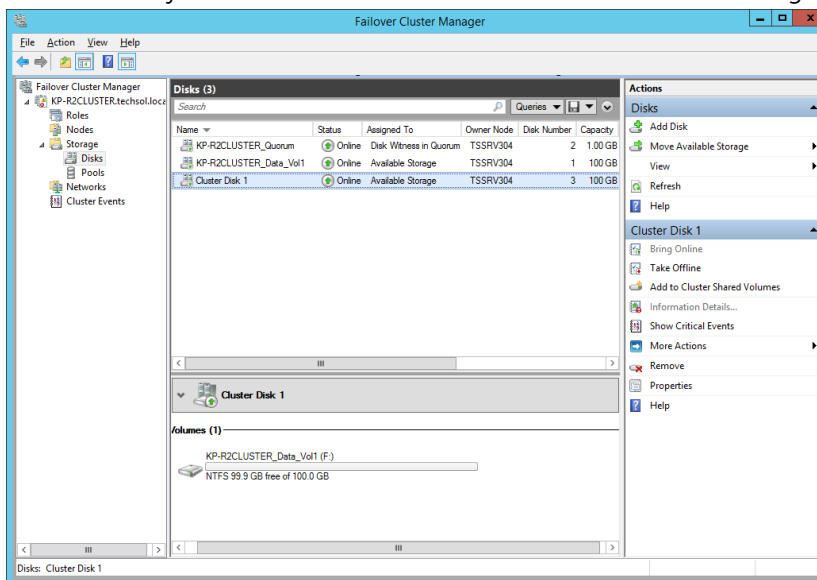 Failover Cluster Manager
File Action View Help
Failover Cluster Manager
KP-R2CLUSTER.techsol.loca
Roles
Nodes
Storage
Disks
Pools
Networks
Cluster Events
Disks (3)
Search
Queries
Name Status Assigned To Owner Node Disk Number Capacity
KP-R2CLUSTER_Quorum Online Disk Witness in Quorum TSSRV304 2 1.00 GB
KP-R2CLUSTER_Data_Vol1 Online Available Storage TSSRV304 1 100 GB
Cluster Disk 1 Online Available Storage TSSRV304 3 100 GB
Cluster Disk 1
Volumes (1)
KP-R2CLUSTER_Data_Vol1 (F:)
NTFS 99.9 GB free of 100.0 GB
Actions
Disks
Add Disk
Move Available Storage
View
Refresh
Help
Cluster Disk 1
Bring Online
Take Offline
Add to Cluster Shared Volumes
Information Details...
Show Critical Events
More Actions
Remove
Properties
Help
Disks: Cluster Disk 1